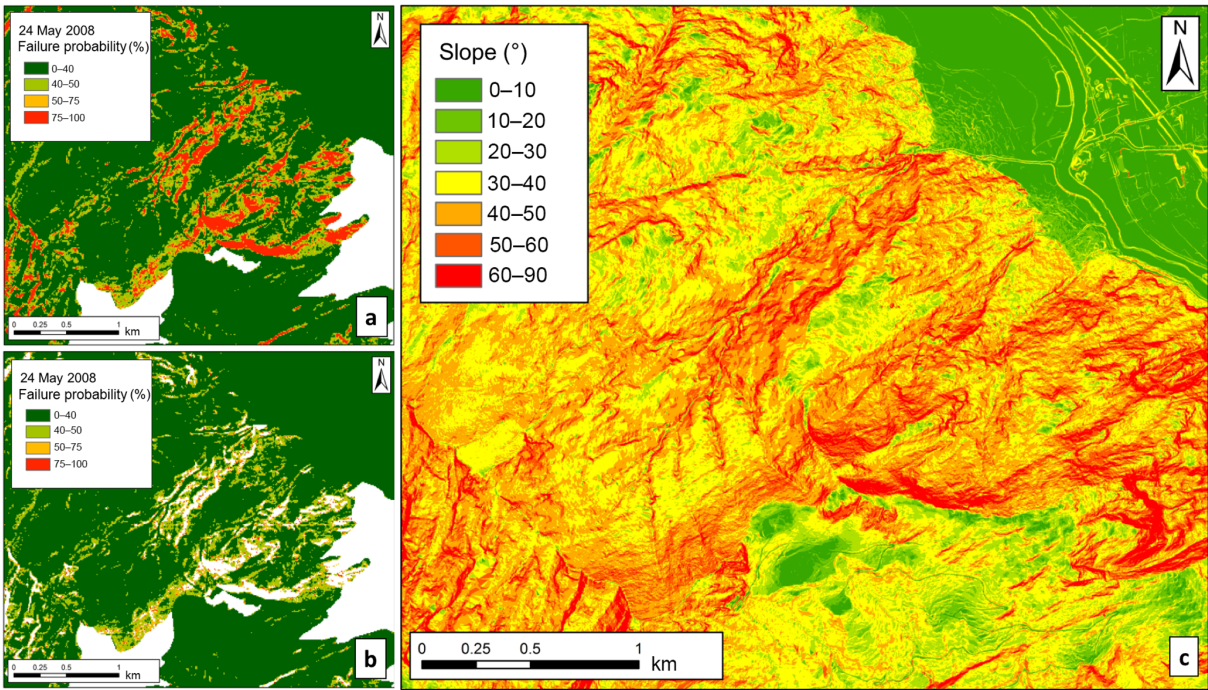 24 May 2008
Failure probability (%)
0–40
40–50
50–75
75–100
N
0 0.25 0.5 1
km
a
24 May 2008
Failure probability (%)
0–40
40–50
50–75
75–100
N
0 0.25 0.5 1
km
b
Slope (°)
0–10
10–20
20–30
30–40
40–50
50–60
60–90
N
0 0.25 0.5 1
km
c